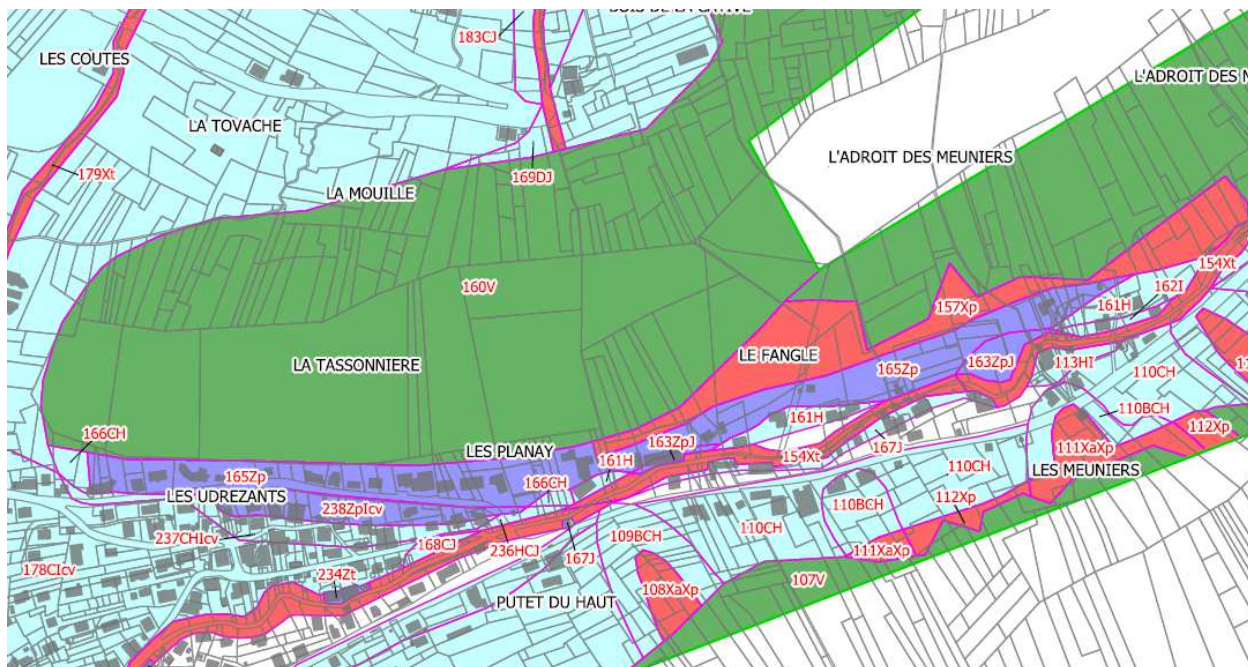 183CJ
LES COUTES
L'ADROIT DES M
LA TOVACHE
L'ADROIT DES MEUNIERS
179Xt
169DJ
LA MOUILLE
154Xt
162I
160V
161H
157Xp
LE FANGLE
163ZpJ
113HI
LA TASSONNIERE
165Zp
110CH
161H
110BCH
166CH
112Xp
163ZpJ
167J
111XaXp
LES PLANAY
161H
154Xt
LES MEUNIERS
165Zp
110CH
166CH
LES UDREZANTS
238ZpIcv
110BCH
112Xp
237CHIcv
109BCH
110CH
168CJ
236HCJ
167J
111XaXp
178CIcv
234Zt
108XaXp
107V
PUTET DU HAUT